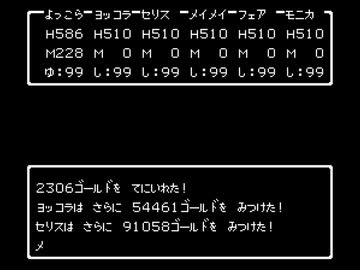 よっこら ヨッコラ セリス メイメイ フェア モニカ
H586 H510 H510 H510 H510 H510
M228 M 0 M 0 M 0 M 0 M 0
ゆ:99 し:99 し:99 し:99 し:99 し:99
2306ゴールドを てにいれた!
ヨッコラは さらに 54461ゴールドを みつけた!
セリスは さらに 91058ゴールドを みつけた!
メ